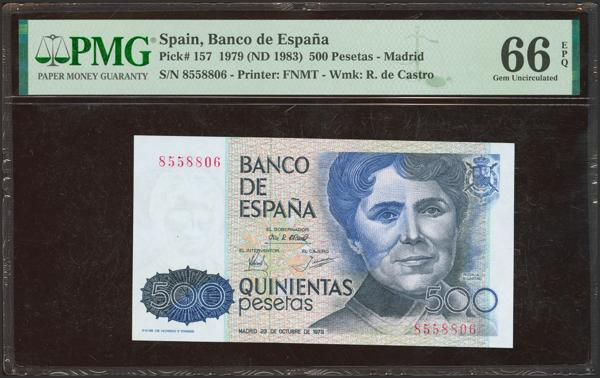 PMG
PAPER MONEY GUARANTY
Spain, Banco de España
Pick# 157 1979 (ND 1983) 500 Pesetas - Madrid
S/N 8558806 - Printer: FNMT - Wmk: R. de Castro
66 EPQ
Gem Uncirculated
8558806
BANCO
DE
ESPAÑA
EL GOBERNADOR
EL INTERVENTOR
EL CAJERO
500
QUINIENTAS
pesetas
500
8558806
MADRID 23 DE OCTUBRE DE 1979